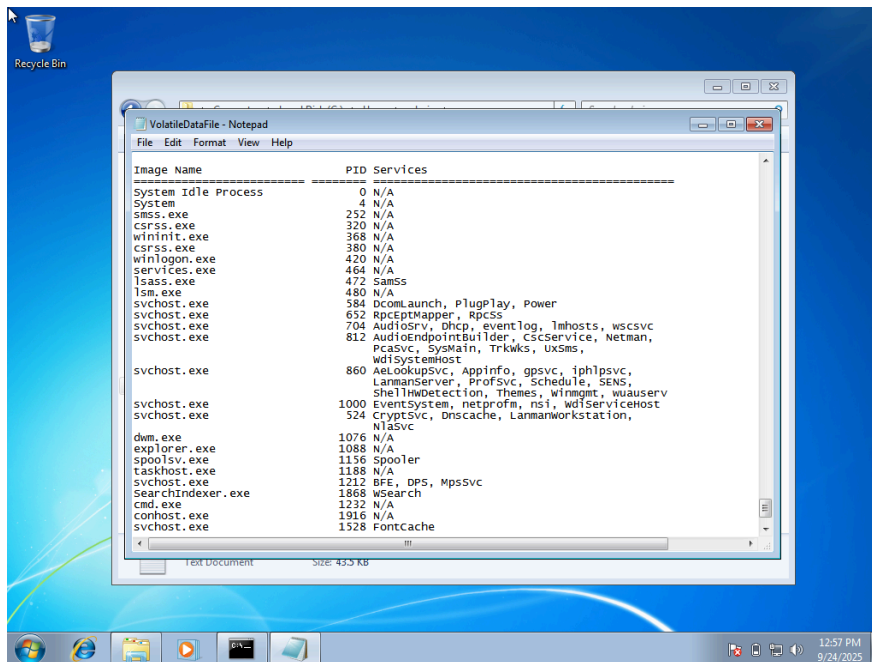 Recycle Bin
VolatileDataFile - Notepad
File Edit Format View Help
Image Name PID Services
========================= ======== ============================================
System Idle Process 0 N/A
System 4 N/A
smss.exe 252 N/A
csrss.exe 320 N/A
wininit.exe 368 N/A
csrss.exe 380 N/A
winlogon.exe 420 N/A
services.exe 464 N/A
lsass.exe 472 SamSs
lsm.exe 480 N/A
svchost.exe 584 DcomLaunch, PlugPlay, Power
svchost.exe 652 RpcEptMapper, RpcSs
svchost.exe 704 AudioSrv, Dhcp, eventlog, lmhosts, wscsvc
svchost.exe 812 AudioEndpointBuilder, CscService, Netman,
PcaSvc, SysMain, TrkWks, UxSms,
WdiSystemHost
svchost.exe 860 AeLookupSvc, Appinfo, gpsvc, iphlpsvc,
LanmanServer, ProfSvc, Schedule, SENS,
ShellHWDetection, Themes, Winmgmt, wuauserv
svchost.exe 1000 EventSystem, netprofm, nsi, WdiServiceHost
svchost.exe 524 CryptSvc, Dnscache, LanmanWorkstation,
NlaSvc
dwm.exe 1076 N/A
explorer.exe 1088 N/A
spoolsv.exe 1156 Spooler
taskhost.exe 1188 N/A
svchost.exe 1212 BFE, DPS, MpsSvc
SearchIndexer.exe 1868 WSearch
cmd.exe 1232 N/A
conhost.exe 1916 N/A
svchost.exe 1528 FontCache
Text Document Size: 43.5 KB
12:57 PM
9/24/2025